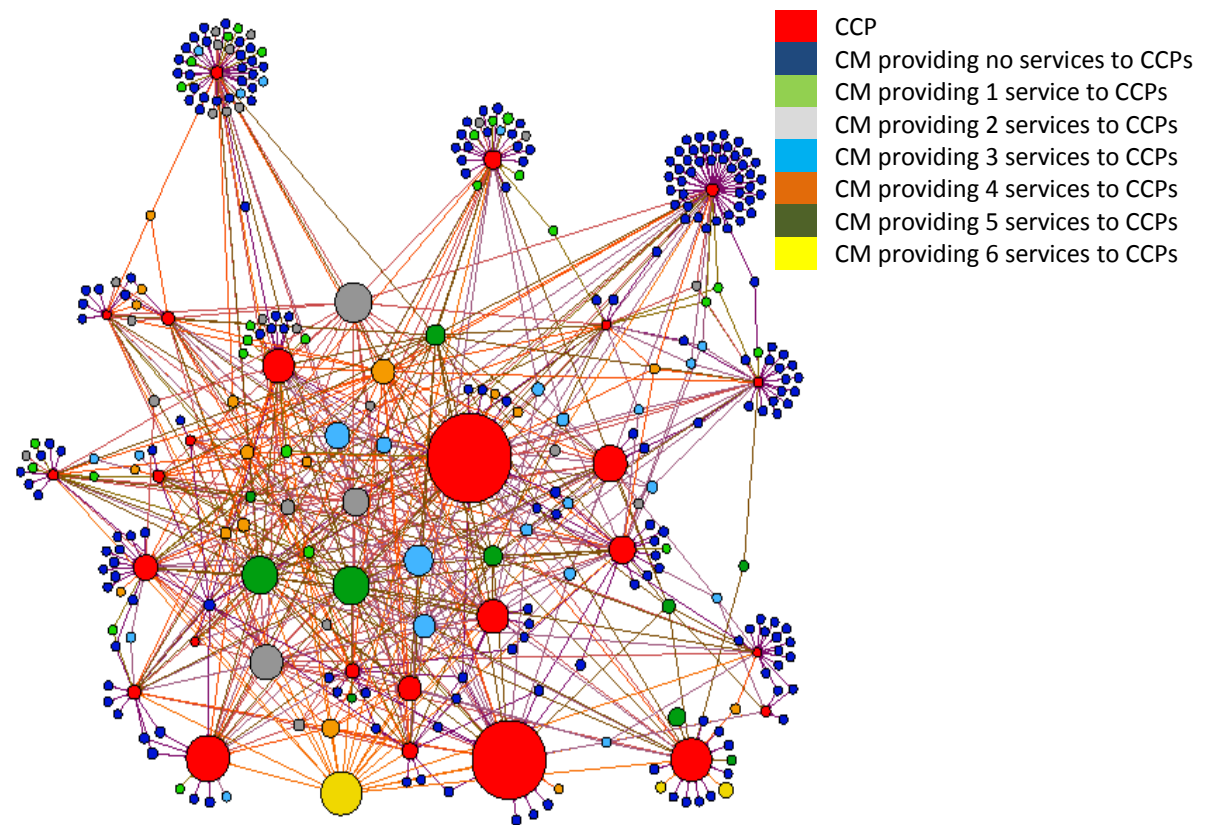 CCP
CM providing no services to CCPs
CM providing 1 service to CCPs
CM providing 2 services to CCPs
CM providing 3 services to CCPs
CM providing 4 services to CCPs
CM providing 5 services to CCPs
CM providing 6 services to CCPs